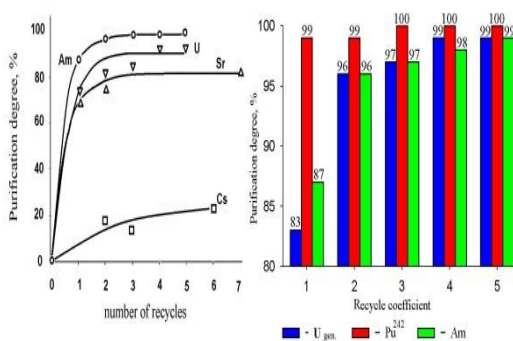 Purification degree, %
100
80
60
40
20
0
Am
U
Sr
Cs
0 1 2 3 4 5 6 7
number of recycles
Purification degree, %
100
95
90
85
80
83 99 87
96 99 96
97 100 97
99 100 98
99 100 99
1 2 3 4 5
Recycle coefficient
- U gen. - Pu242 - Am